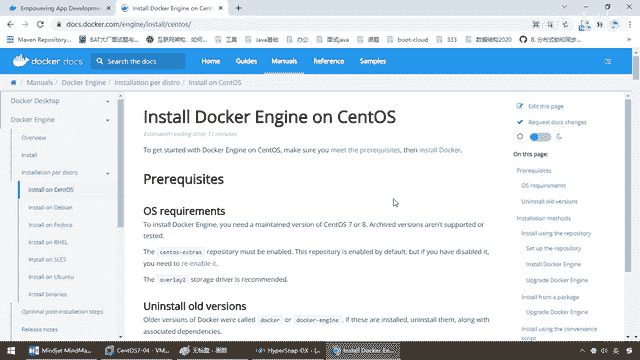 Empowering App Developme
Install Docker Engine on CentOS
docs.docker.com/engine/install/centos/
Maven Repository...
BAT大厂面试题与...
互联网架构、如何...
工具
Java基础
办公
面试java
课题
boot-cloud
333
数据结构2020
8. 分布式锁和同步...
docker docs
Search the docs
Home
Guides
Manuals
Reference
Samples
/ Manuals / Docker Engine / Installation per distro / Install on CentOS
Docker Desktop
Docker Engine
Overview
Install
Installation per distro
Install on CentOS
Install on Debian
Install on Fedora
Install on RHEL
Install on SLES
Install on Ubuntu
Install binaries
Optional post-installation steps
Release notes
Install Docker Engine on CentOS
Estimated reading time: 11 minutes
To get started with Docker Engine on CentOS, make sure you meet the prerequisites, then install Docker.
Prerequisites
OS requirements
To install Docker Engine, you need a maintained version of CentOS 7 or 8. Archived versions aren't supported or
tested.
The centos-extras repository must be enabled. This repository is enabled by default, but if you have disabled it,
you need to re-enable it.
The overlay2 storage driver is recommended.
Uninstall old versions
Older versions of Docker were called docker or docker-engine. If these are installed, uninstall them, along with
associated dependencies.
Edit this page
Request docs changes
On this page:
Prerequisites
OS requirements
Uninstall old versions
Installation methods
Install using the repository
Set up the repository
Install Docker Engine
Upgrade Docker Engine
Install from a package
Upgrade Docker Engine
Install using the convenience
script
Mindjet MindMa...
CentOS7-04 - VM...
HyperSnap
Install Docker En...